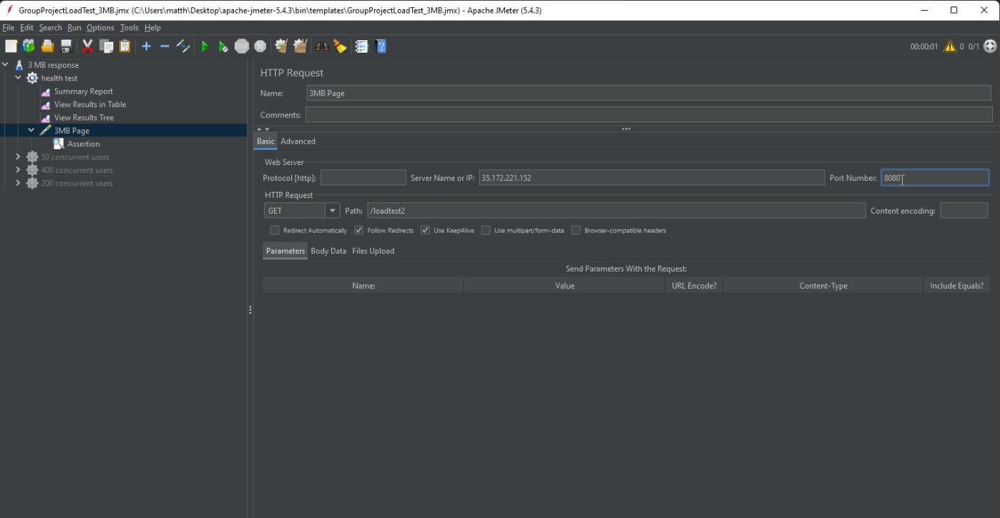 GroupProjectLoadTest_3MB.jmx (C:\Users\matth\Desktop\apache-jmeter-5.4.3\bin\templates\GroupProjectLoadTest_3MB.jmx) - Apache JMeter (5.4.3)
File Edit Search Run Options Tools Help
00:00:01 0 0/1
3 MB response
health test
Summary Report
View Results in Table
View Results Tree
3MB Page
Assertion
50 concurrent users
400 concurrent users
200 concurrent users
HTTP Request
Name: 3MB Page
Comments:
Basic Advanced
Web Server
Protocol [http]: Server Name or IP: 35.172.221.152 Port Number: 8080
HTTP Request
GET Path: /loadtest2 Content encoding:
Redirect Automatically Follow Redirects Use KeepAlive Use multipart/form-data Browser-compatible headers
Parameters Body Data Files Upload
Send Parameters With the Request:
Name: Value URL Encode? Content-Type Include Equals?